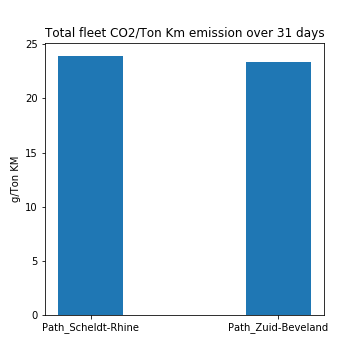 Total fleet CO2/Ton Km emission over 31 days
25
20
15
10
5
0
g/Ton KM
Path_Scheldt-Rhine
Path_Zuid-Beveland